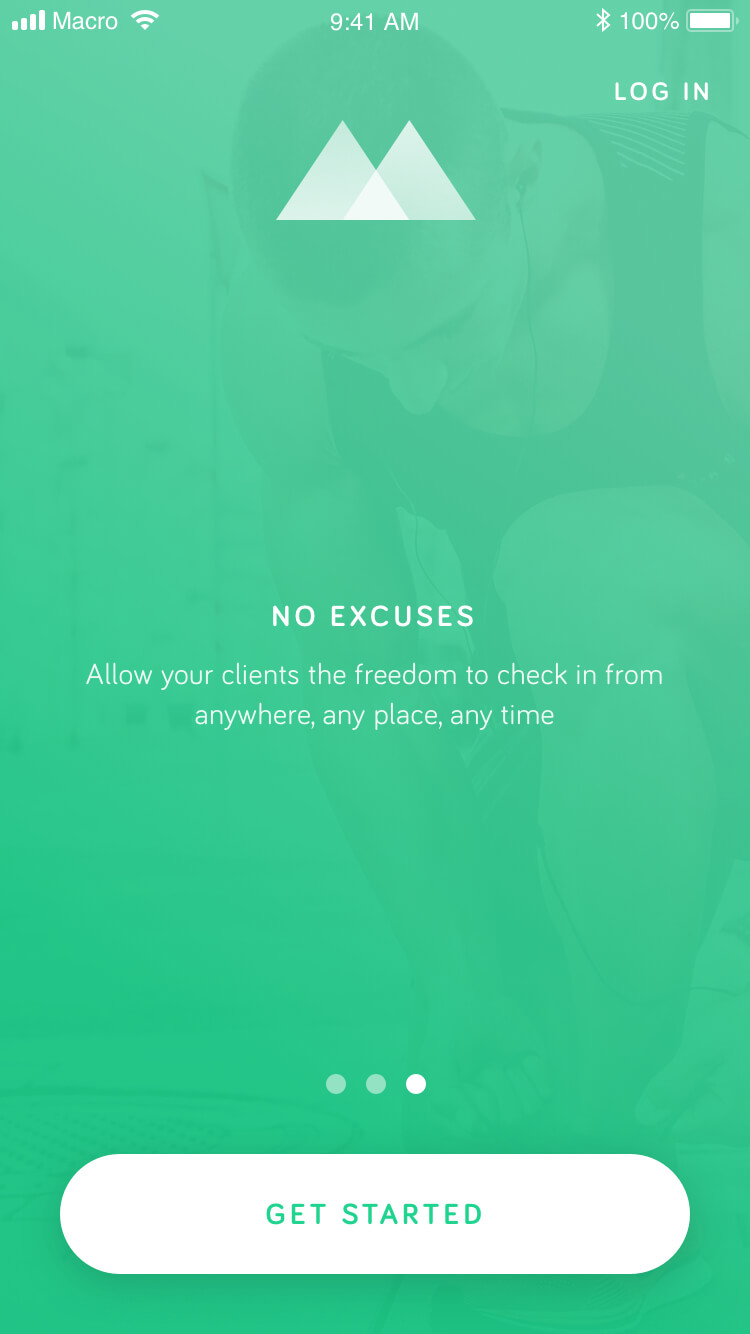 Macro 9:41 AM 100%
LOG IN
NO EXCUSES
Allow your clients the freedom to check in from
anywhere, any place, any time
GET STARTED